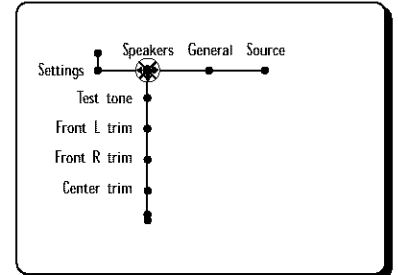 Speakers General Source
Settings
Test tone
Front L trim
Front R trim
Center trim